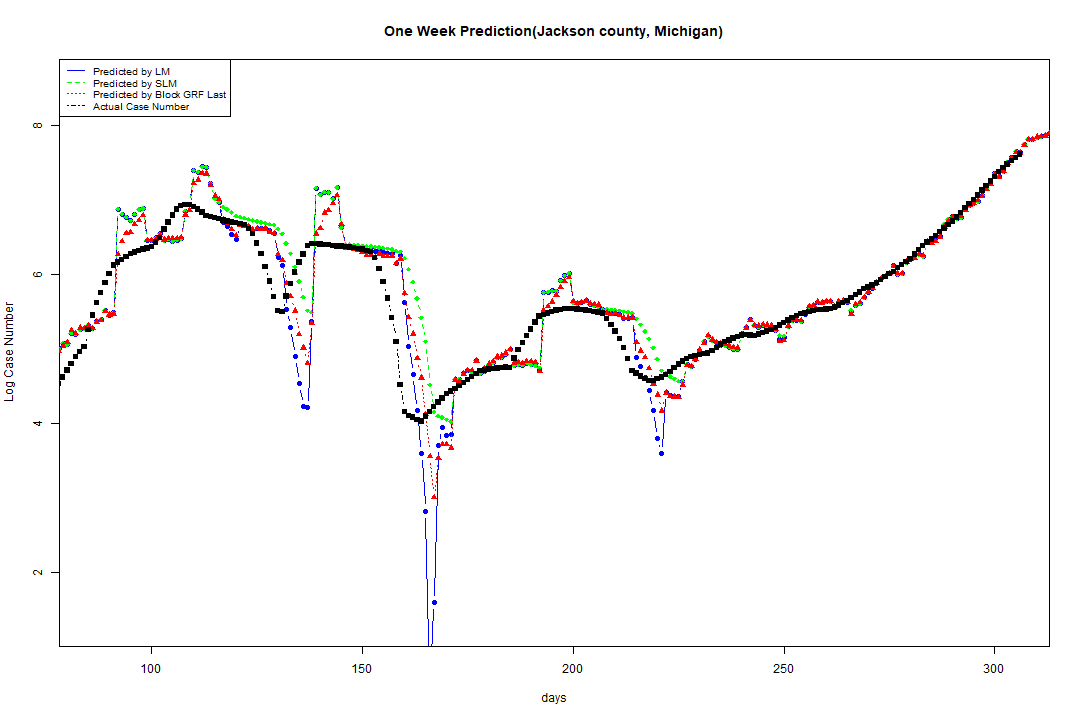 One Week Prediction(Jackson county, Michigan)
Predicted by LM
Predicted by SLM
Predicted by Block GRF Last
Actual Case Number
8
6
4
2
Log Case Number
100 150 200 250 300
days